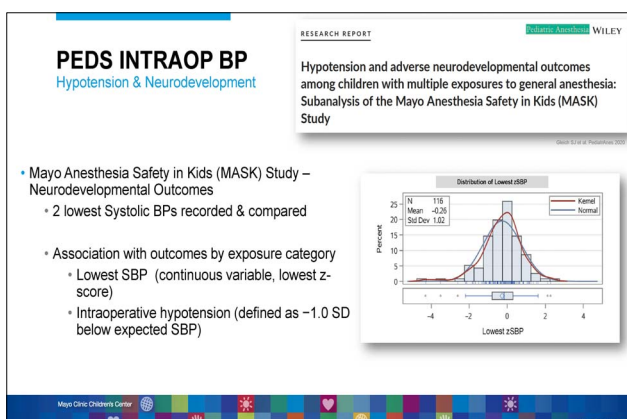 PEDS INTRAOP BP
Hypotension & Neurodevelopment
RESEARCH REPORT
Pediatric Anesthesia WILEY
Hypotension and adverse neurodevelopmental outcomes
among children with multiple exposures to general anesthesia:
Subanalysis of the Mayo Anesthesia Safety in Kids (MASK)
Study
• Mayo Anesthesia Safety in Kids (MASK) Study –
Neurodevelopmental Outcomes
• 2 lowest Systolic BPs recorded & compared
• Association with outcomes by exposure category
• Lowest SBP (continuous variable, lowest z-
score)
• Intraoperative hypotension (defined as −1.0 SD
below expected SBP)
Distribution of Lowest zSBP
N 116
Mean -0.26
Std Dev 1.02
Kernel
Normal
Percent
25
20
15
10
5
0
-4 -2 0 2 4
Lowest zSBP
Mayo Clinic Children's Center